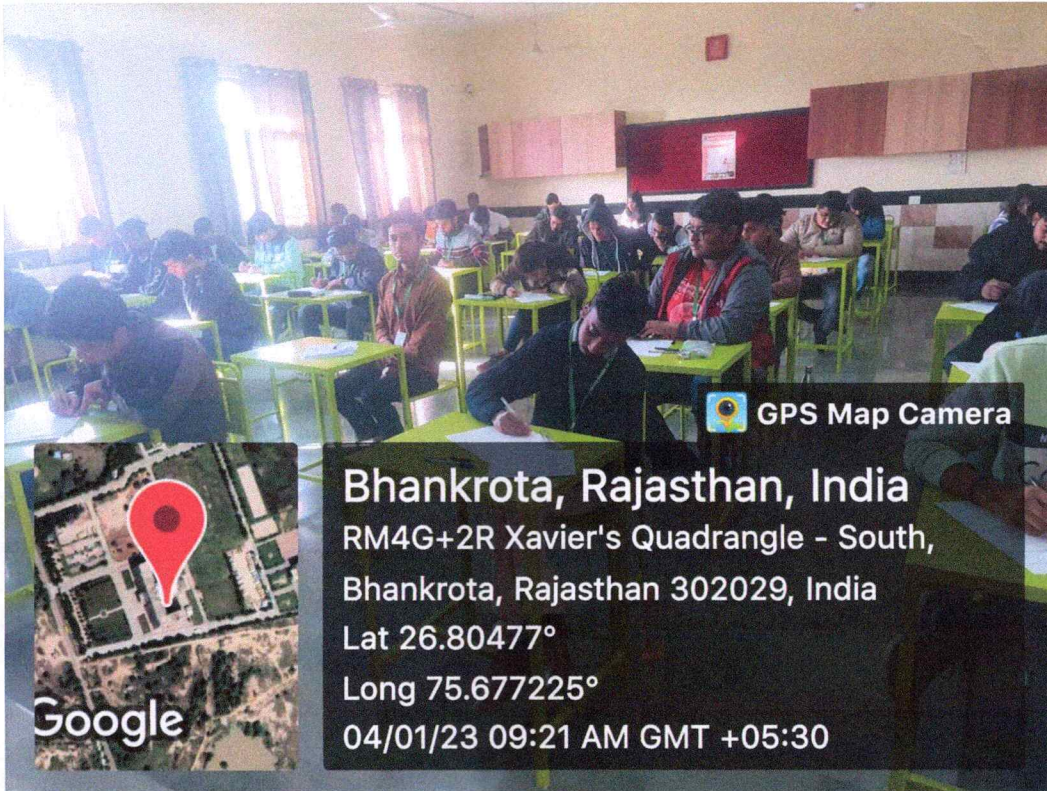 GPS Map Camera
Bhankrota, Rajasthan, India
RM4G+2R Xavier's Quadrangle - South,
Bhankrota, Rajasthan 302029, India
Lat 26.80477°
Long 75.677225°
04/01/23 09:21 AM GMT +05:30
Google